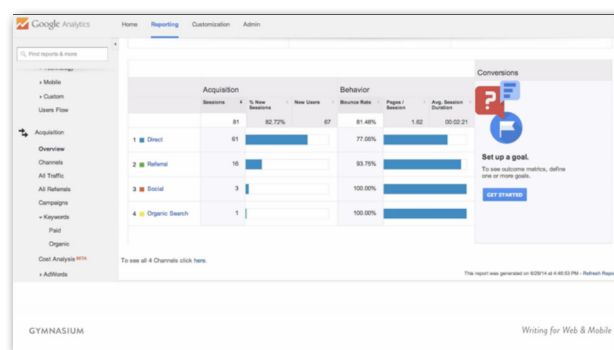 Google Analytics
Home Reporting Customization Admin
Find reports & more
Mobile
Custom
Users Flow
Acquisition
Overview
Channels
All Traffic
All Referrals
Campaigns
Keywords
Paid
Organic
Cost Analysis BETA
AdWords
Acquisition Behavior Conversions
Sessions % New Sessions New Users Bounce Rate Pages / Session Avg. Session Duration
81 82.72% 67 81.48% 1.62 00:02:21
1 Direct 61 77.05%
2 Referral 16 93.75%
3 Social 3 100.00%
4 Organic Search 1 100.00%
Set up a goal.
To see outcome metrics, define
one or more goals.
GET STARTED
To see all 4 Channels click here.
This report was generated on 6/29/14 at 4:46:53 PM - Refresh Repo
GYMNASIUM
Writing for Web & Mobile